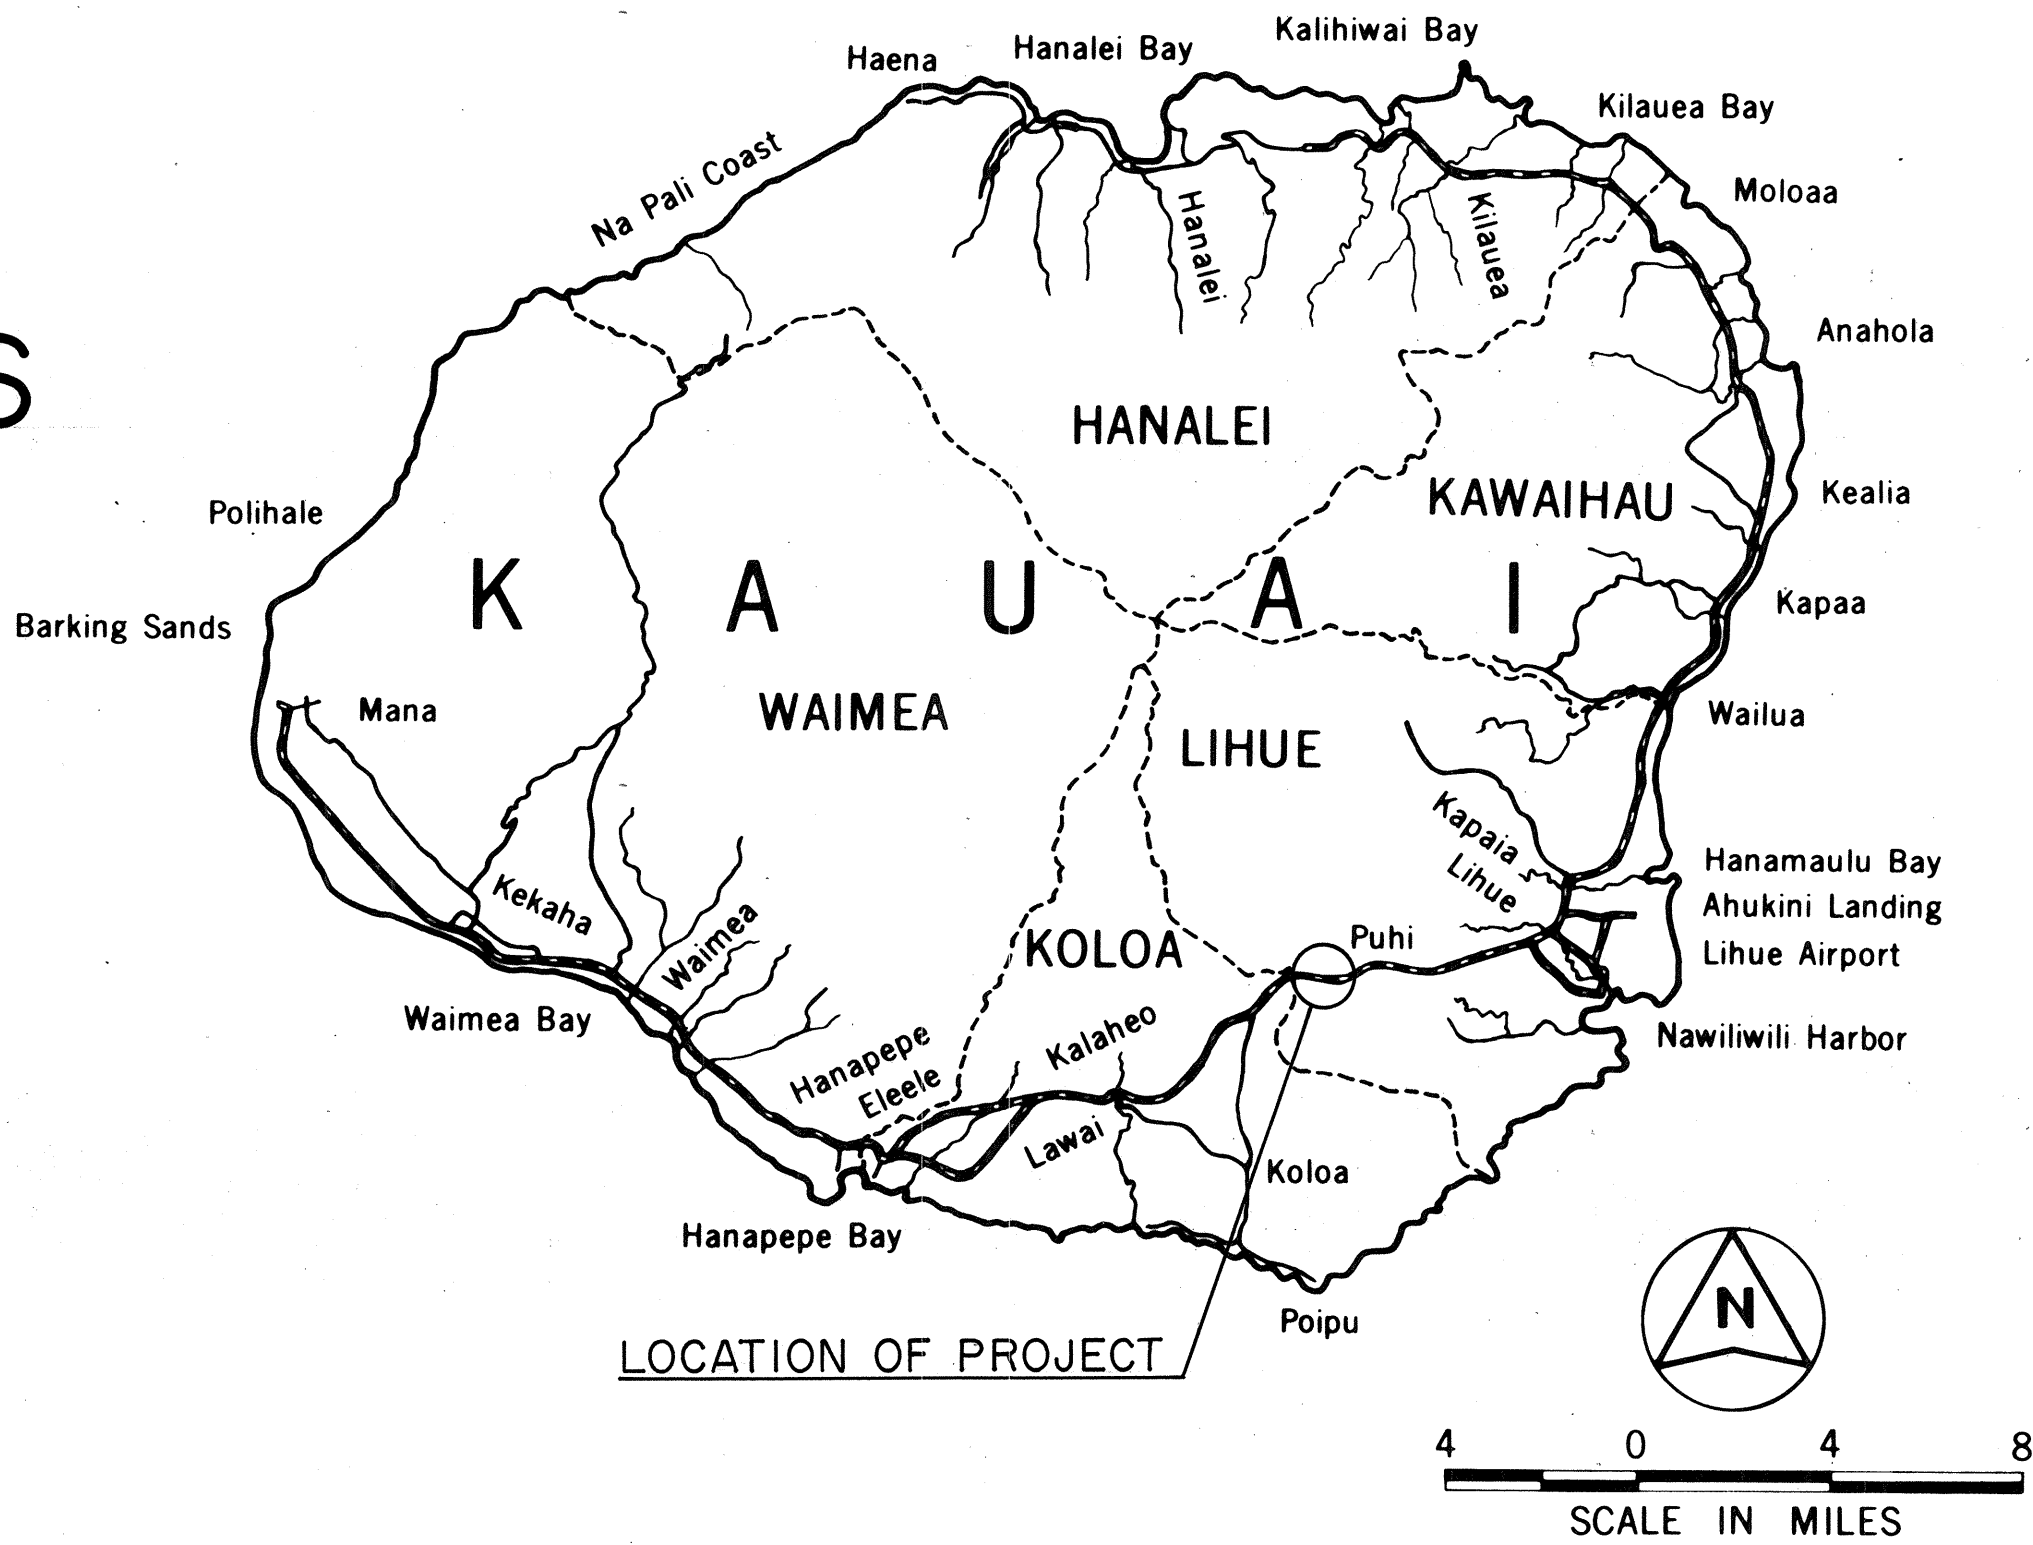 Kalihiwai Bay
Hanalei Bay
Haena
Kilauea Bay
Na Pali Coast
Moloaa
Hanalei
Kilauea
S
Anahola
HANALEI
Polihale
KAWAIHAU
Kealia
K A U A I
Barking Sands
Kapaa
Mana
WAIMEA
Wailua
LIHUE
Kapaia
Lihue
Hanamaulu Bay
Ahukini Landing
Lihue Airport
Kekaha
Waimea
KOLOA
Puhi
Waimea Bay
Nawiliwili Harbor
Hanapepe
Eleele
Kalaheo
Lawai
Koloa
Hanapepe Bay
Poipu
LOCATION OF PROJECT
N
4 0 4 8
SCALE IN MILES